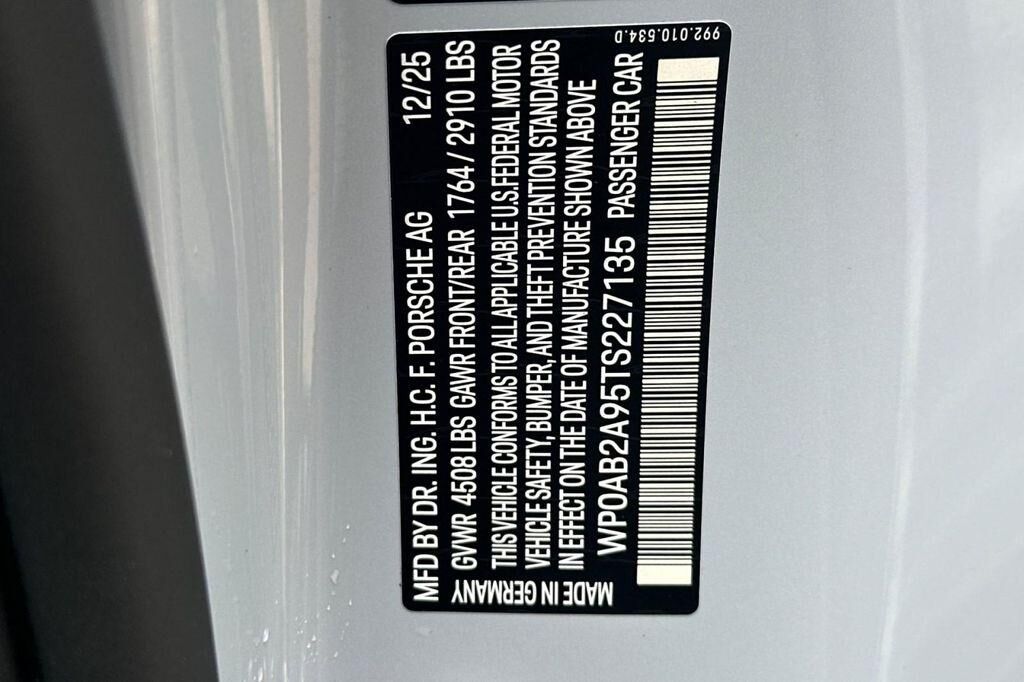 MFD BY DR. ING. H.C. F. PORSCHE AG 12/25
GVWR 4508 LBS GAWR FRONT/REAR 1764 / 2910 LBS
THIS VEHICLE CONFORMS TO ALL APPLICABLE U.S. FEDERAL MOTOR
VEHICLE SAFETY, BUMPER, AND THEFT PREVENTION STANDARDS
IN EFFECT ON THE DATE OF MANUFACTURE SHOWN ABOVE
WP0AB2A95TS227135 PASSENGER CAR
MADE IN GERMANY
992.010.534.D